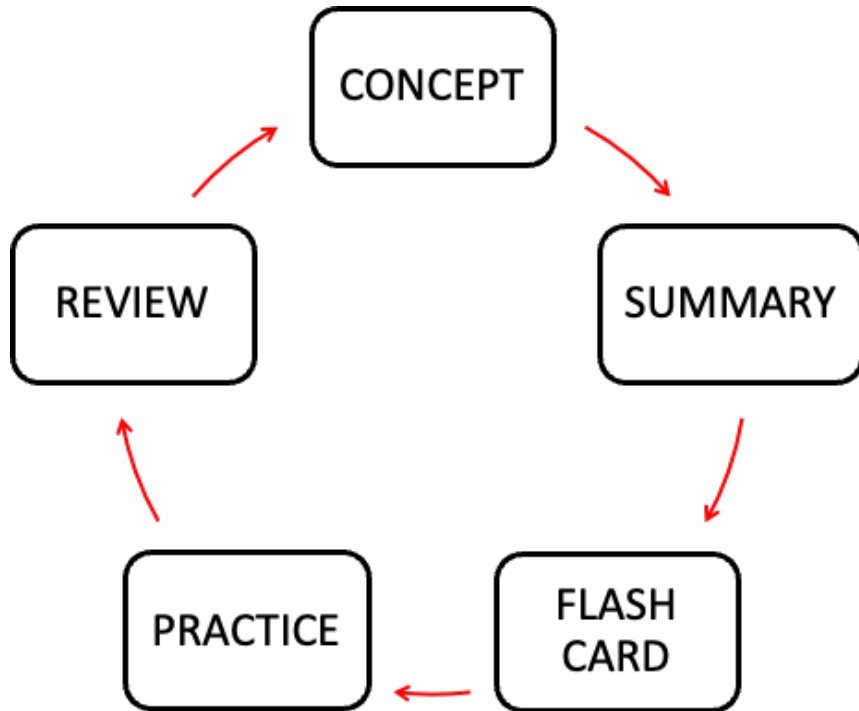 CONCEPT
SUMMARY
FLASH
CARD
PRACTICE
REVIEW